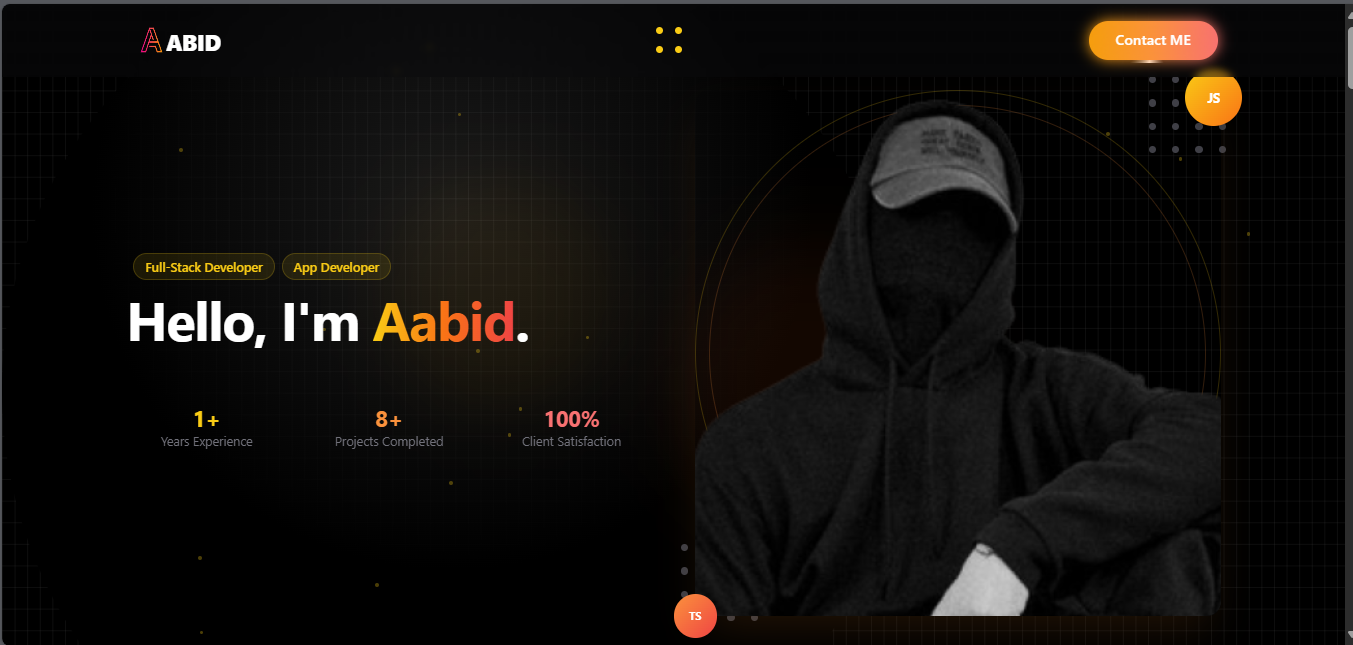 A ABID
Contact ME
JS
Full-Stack Developer
App Developer
Hello, I'm Aabid.
1+
Years Experience
8+
Projects Completed
100%
Client Satisfaction
TS